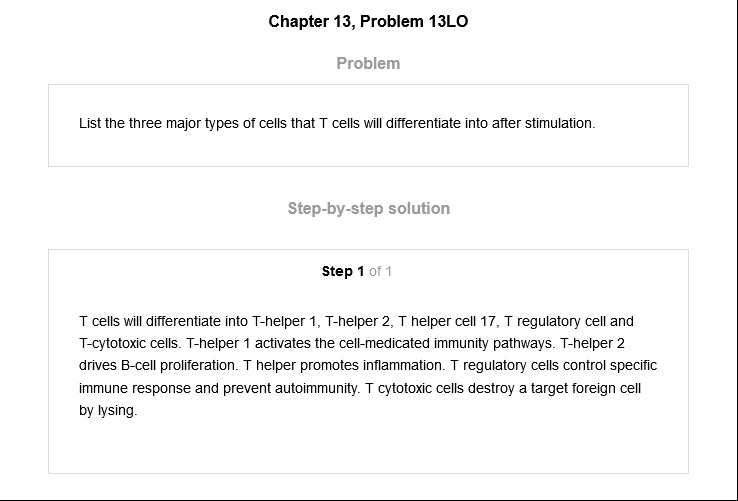 Chapter 13, Problem 13LO
Problem
List the three major types of cells that T cells will differentiate into after stimulation.
Step-by-step solution
Step 1 of 1
T cells will differentiate into T-helper 1, T-helper 2, T helper cell 17, T regulatory cell and
T-cytotoxic cells. T-helper 1 activates the cell-medicated immunity pathways. T-helper 2
drives B-cell proliferation. T helper promotes inflammation. T regulatory cells control specific
immune response and prevent autoimmunity. T cytotoxic cells destroy a target foreign cell
by lysing.